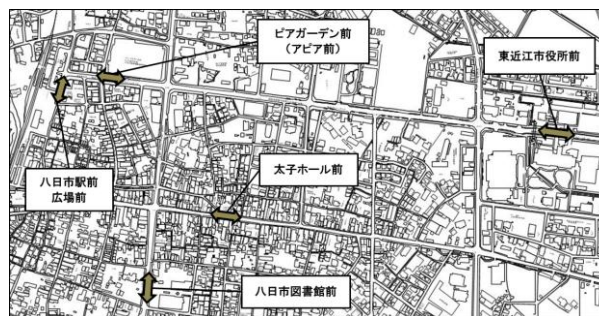 ピアガーデン前
（アピア前）
東近江市役所前
八日市駅前
広場前
太子ホール前
八日市図書館前